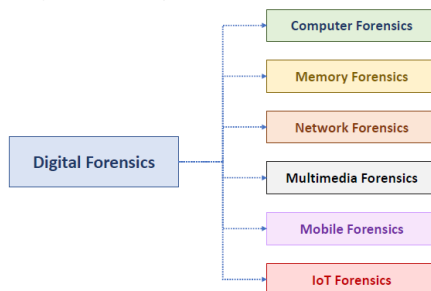 Computer Forensics
Memory Forensics
Network Forensics
Digital Forensics
Multimedia Forensics
Mobile Forensics
IoT Forensics